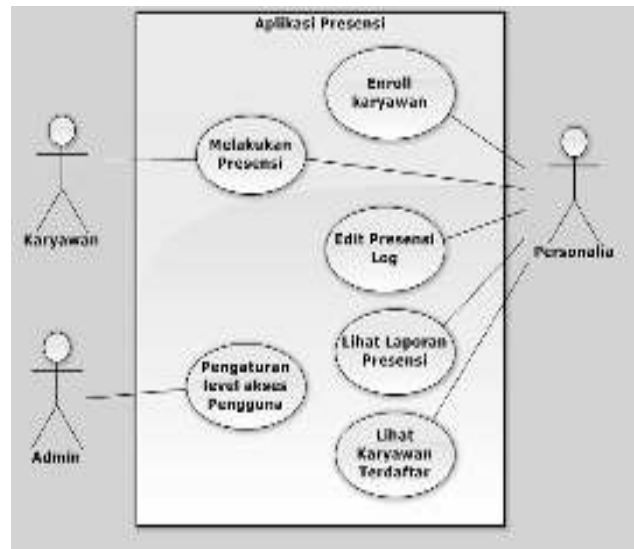 Aplikasi Presensi
Enroll
karyawan
Melakukan
Presensi
Karyawan
Edit Presensi
Log
Personalia
Lihat Laporan
Presensi
Pengaturan
level akses
Pengguna
Admin
Lihat
Karyawan
Terdaftar